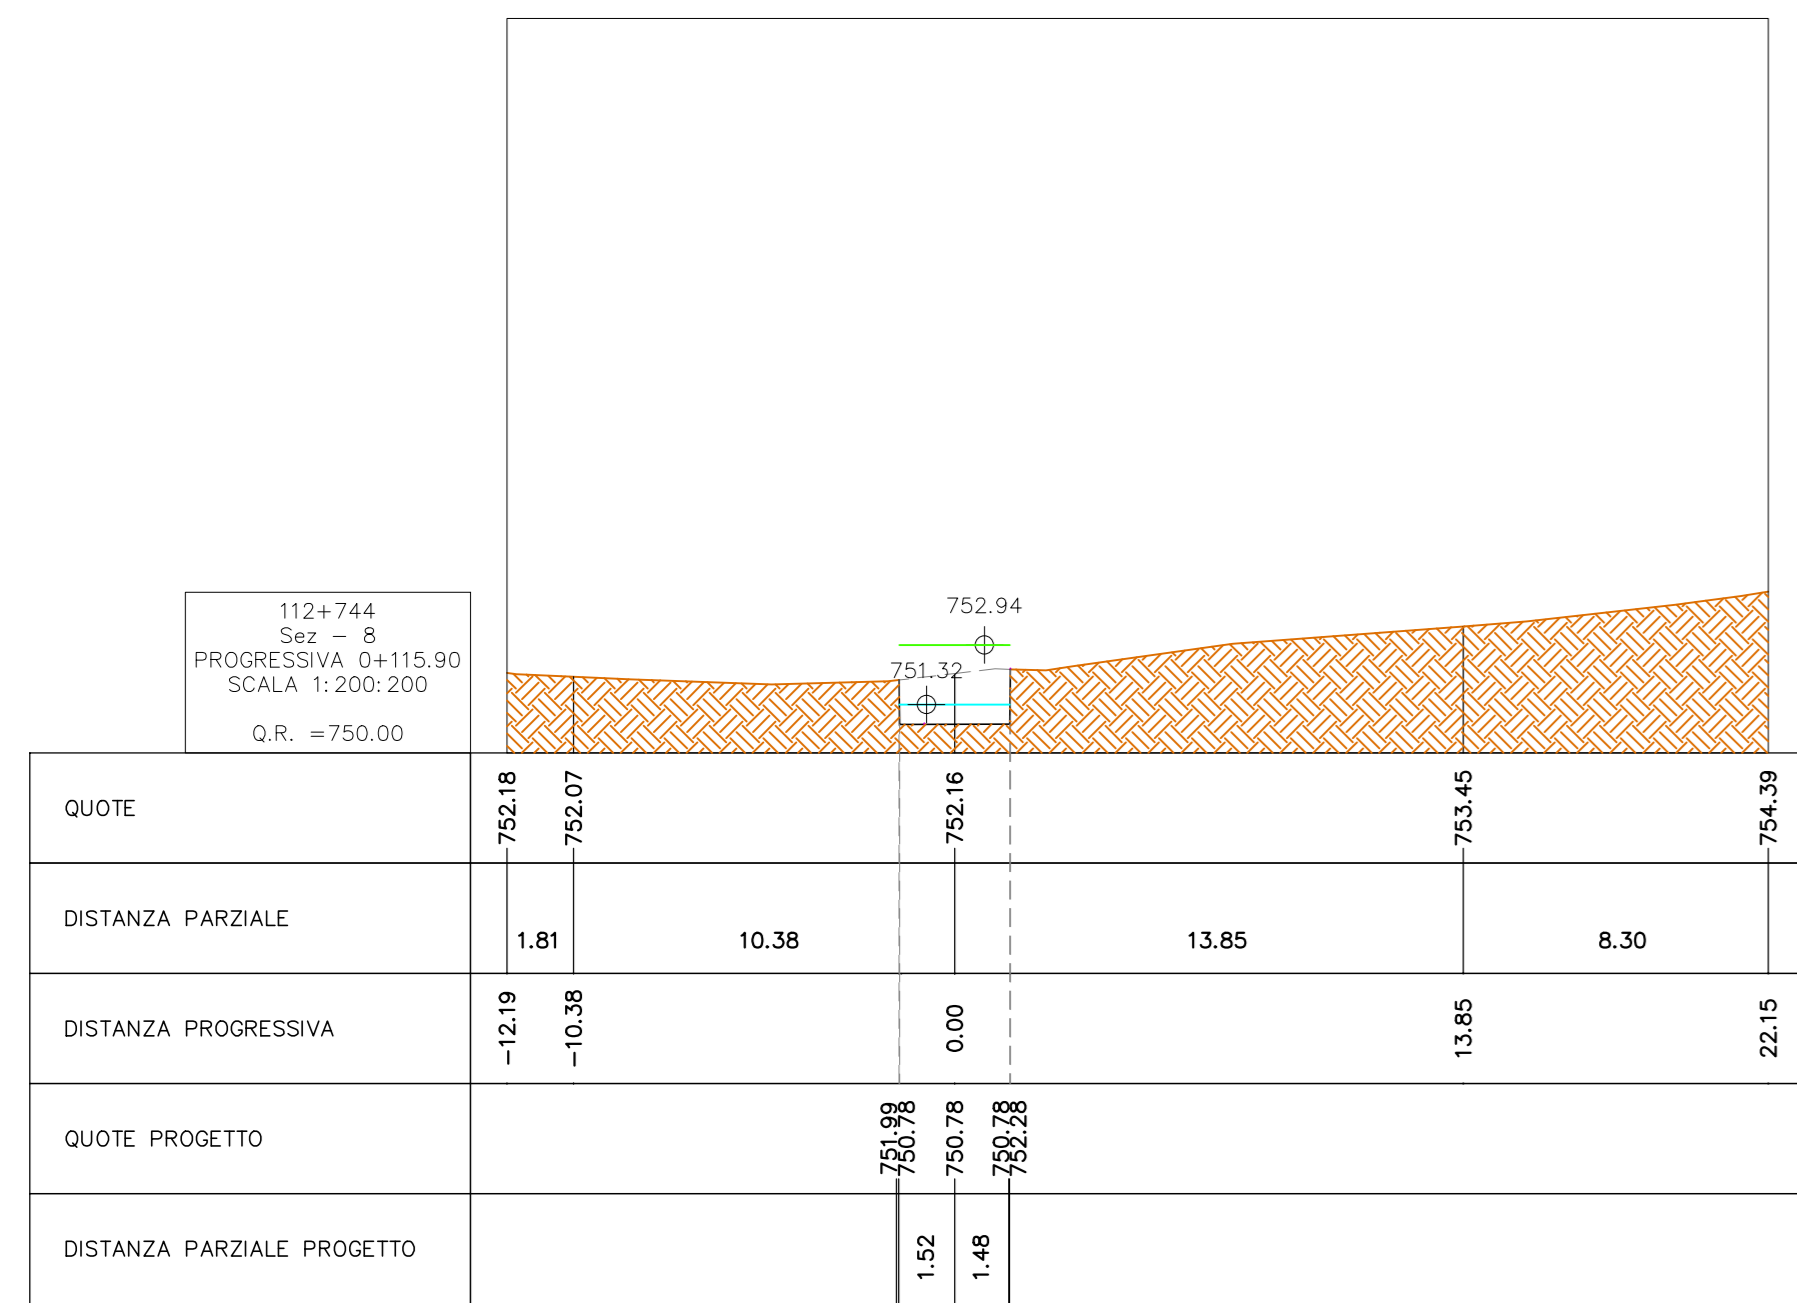 752.94
751.32
112+744
Sez - 8
PROGRESSIVA 0+115.90
SCALA 1:200:200
Q.R. =750.00
QUOTE
752.18 752.07 752.16 753.45 754.39
DISTANZA PARZIALE
1.81 10.38 13.85 8.30
DISTANZA PROGRESSIVA
-12.19 -10.38 0.00 13.85 22.15
QUOTE PROGETTO
751.99 750.78 750.78 750.78 752.28
DISTANZA PARZIALE PROGETTO
1.52 1.48